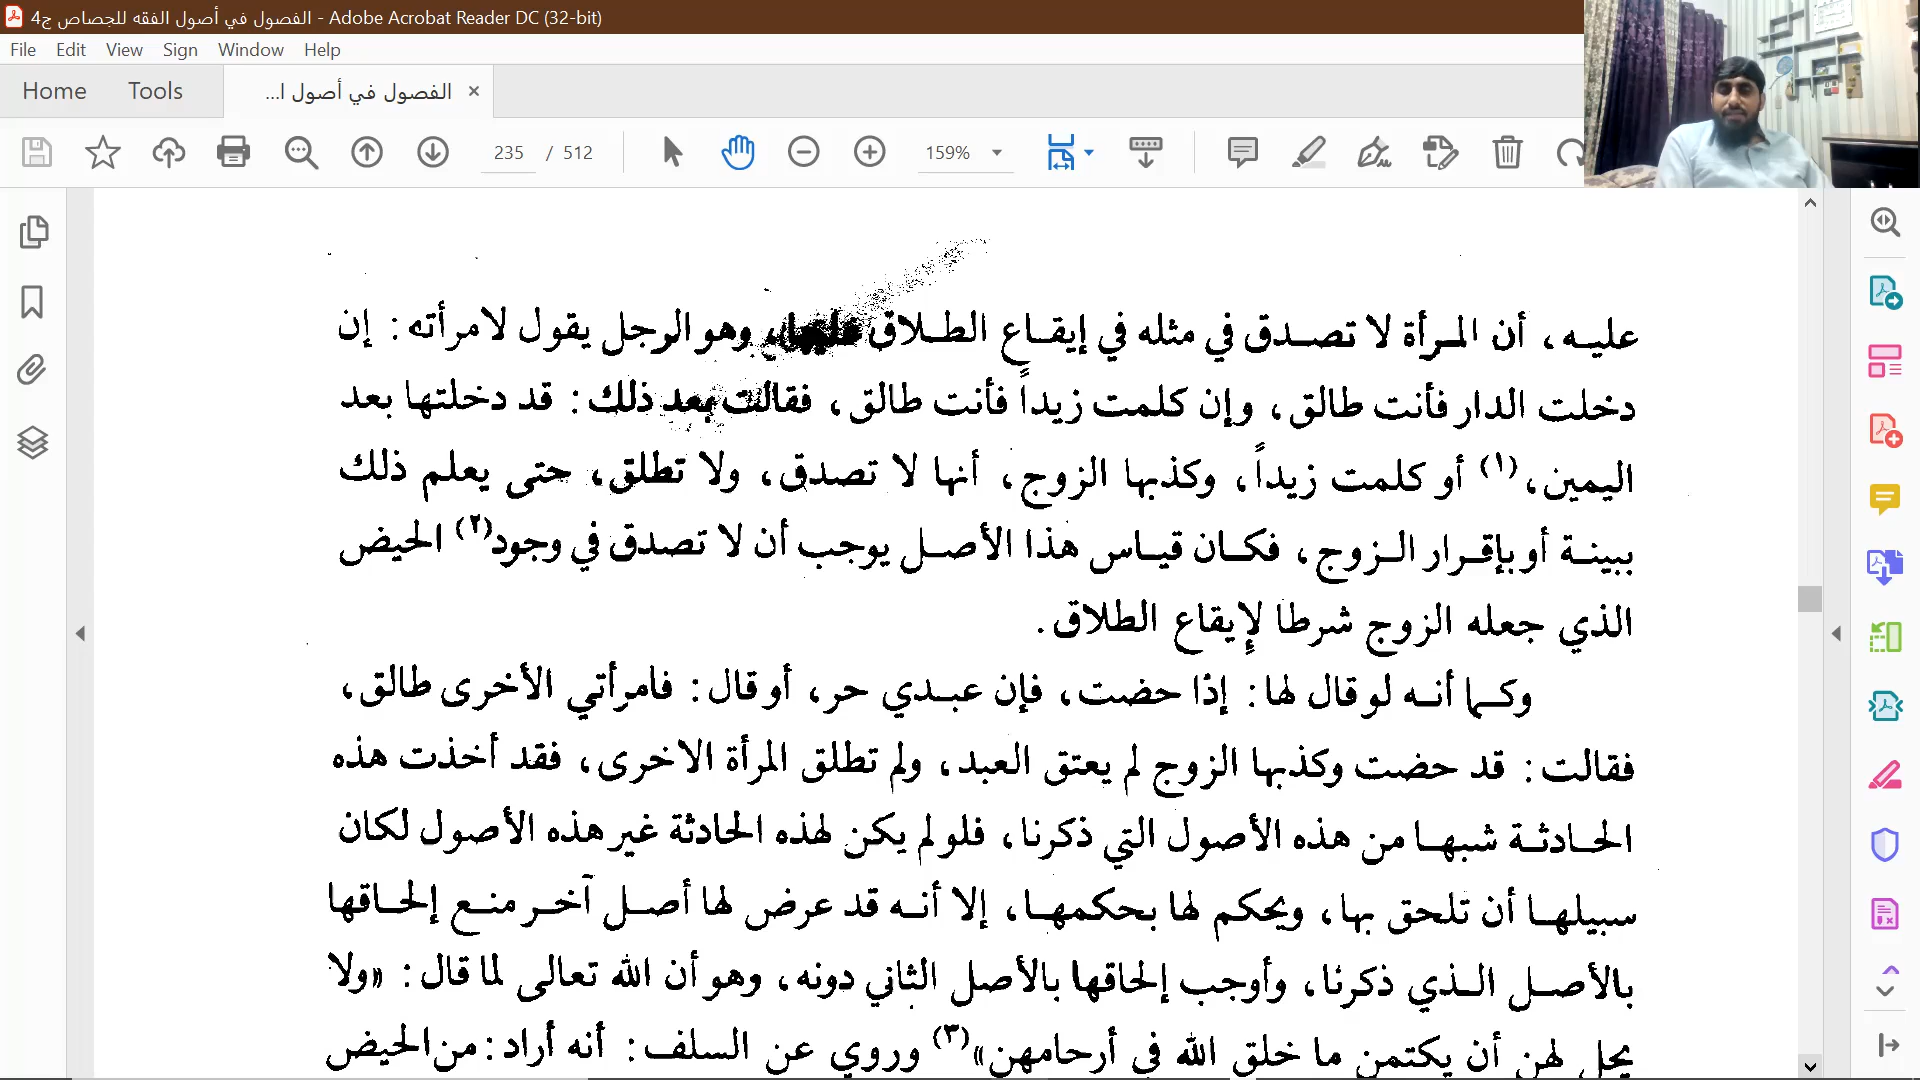 الفصول في أصول الفقه للجصاص ج4 - Adobe Acrobat Reader DC (32-bit)
File Edit View Sign Window Help
Home Tools الفصول في أصول ا... ×
235 / 512 159%
عليه، أن المرأة لا تصدق في مثله في إيقاع الطلاق عليها، وهو الرجل يقول لامرأته: إن
دخلت الدار فأنت طالق، وإن كلمت زيداً فأنت طالق، فقالت بعد ذلك: قد دخلتها بعد
اليمين،(١) أو كلمت زيداً، وكذبها الزوج، أنها لا تصدق، ولا تطلق، حتى يعلم ذلك
ببينة أو بإقرار الزوج، فكان قياس هذا الأصل يوجب أن لا تصدق في وجود(٢) الحيض
الذي جعله الزوج شرطا لإيقاع الطلاق.
وكما أنه لو قال لها: إذا حضت، فإن عبدي حر، أو قال: فامرأتي الأخرى طالق،
فقالت: قد حضت وكذبها الزوج لم يعتق العبد، ولم تطلق المرأة الاخرى، فقد أخذت هذه
الحادثة شبها من هذه الأصول التي ذكرنا، فلو لم يكن لهذه الحادثة غير هذه الأصول لكان
سبيلها أن تلحق بها، ويحكم لها بحكمها، إلا أنه قد عرض لها أصل آخر منع إلحاقها
بالأصل الذي ذكرنا، وأوجب إلحاقها بالأصل الثاني دونه، وهو أن الله تعالى لما قال: «ولا
يحل لهن أن يكتمن ما خلق الله في أرحامهن»(٣) وروي عن السلف: أنه أراد: من الحيض